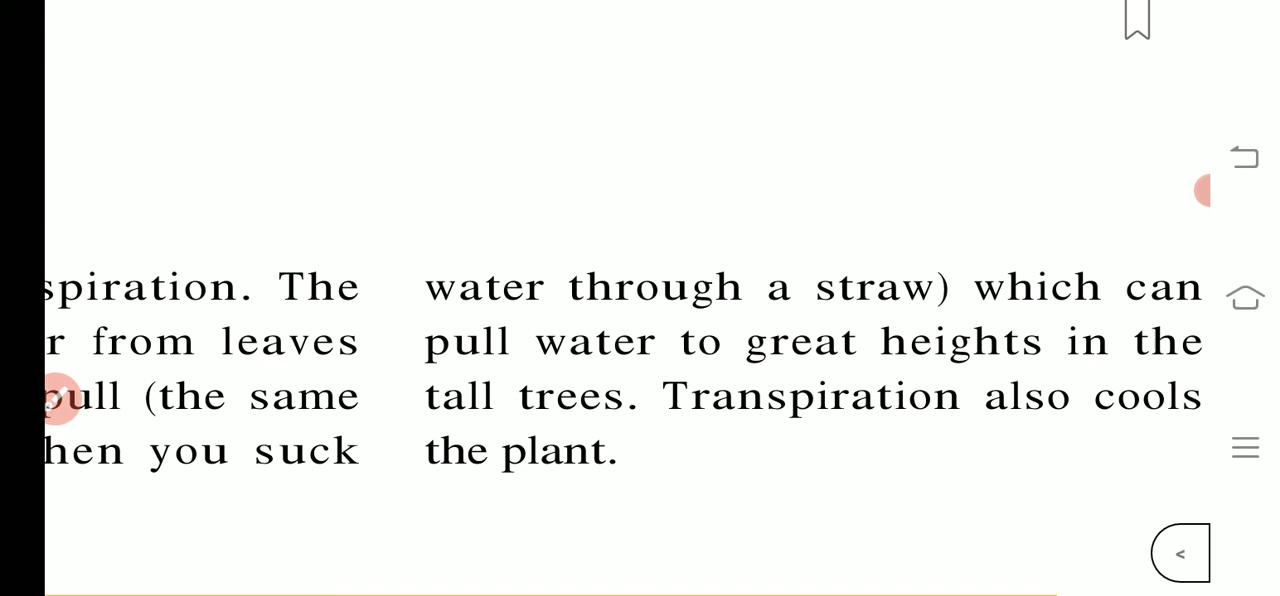 spiration. The
r from leaves
pull (the same
hen you suck
water through a straw) which can
pull water to great heights in the
tall trees. Transpiration also cools
the plant.
<